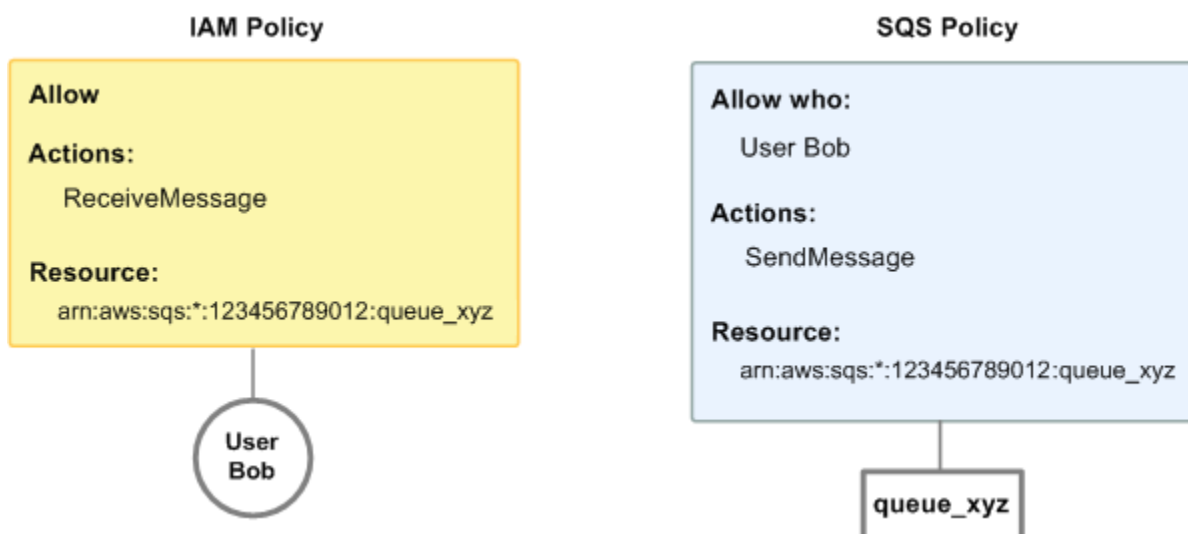 IAM Policy
Allow
Actions:
ReceiveMessage
Resource:
arn:aws:sqs:*:123456789012:queue_xyz
User
Bob
SQS Policy
Allow who:
User Bob
Actions:
SendMessage
Resource:
arn:aws:sqs:*:123456789012:queue_xyz
queue_xyz